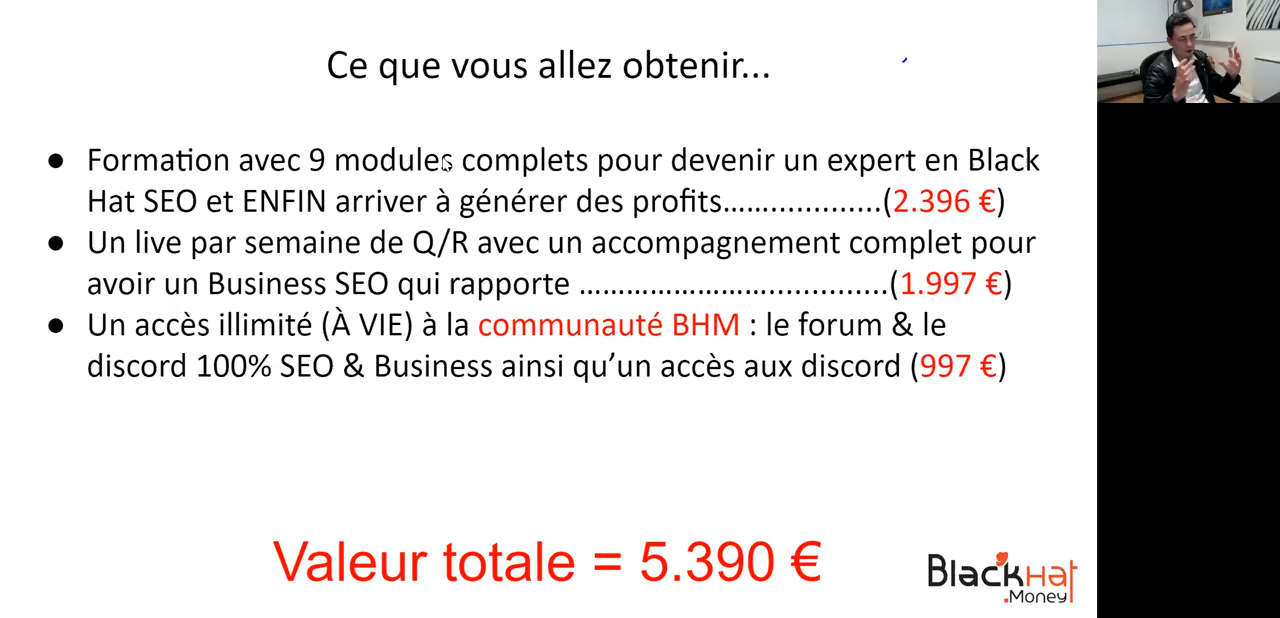 Ce que vous allez obtenir...
● Formation avec 9 modules complets pour devenir un expert en Black
Hat SEO et ENFIN arriver à générer des profits……..............(2.396 €)
● Un live par semaine de Q/R avec un accompagnement complet pour
avoir un Business SEO qui rapporte ……………………............(1.997 €)
● Un accès illimité (À VIE) à la communauté BHM : le forum & le
discord 100% SEO & Business ainsi qu’un accès aux discord (997 €)
Valeur totale = 5.390 €
BlackHat
.Money